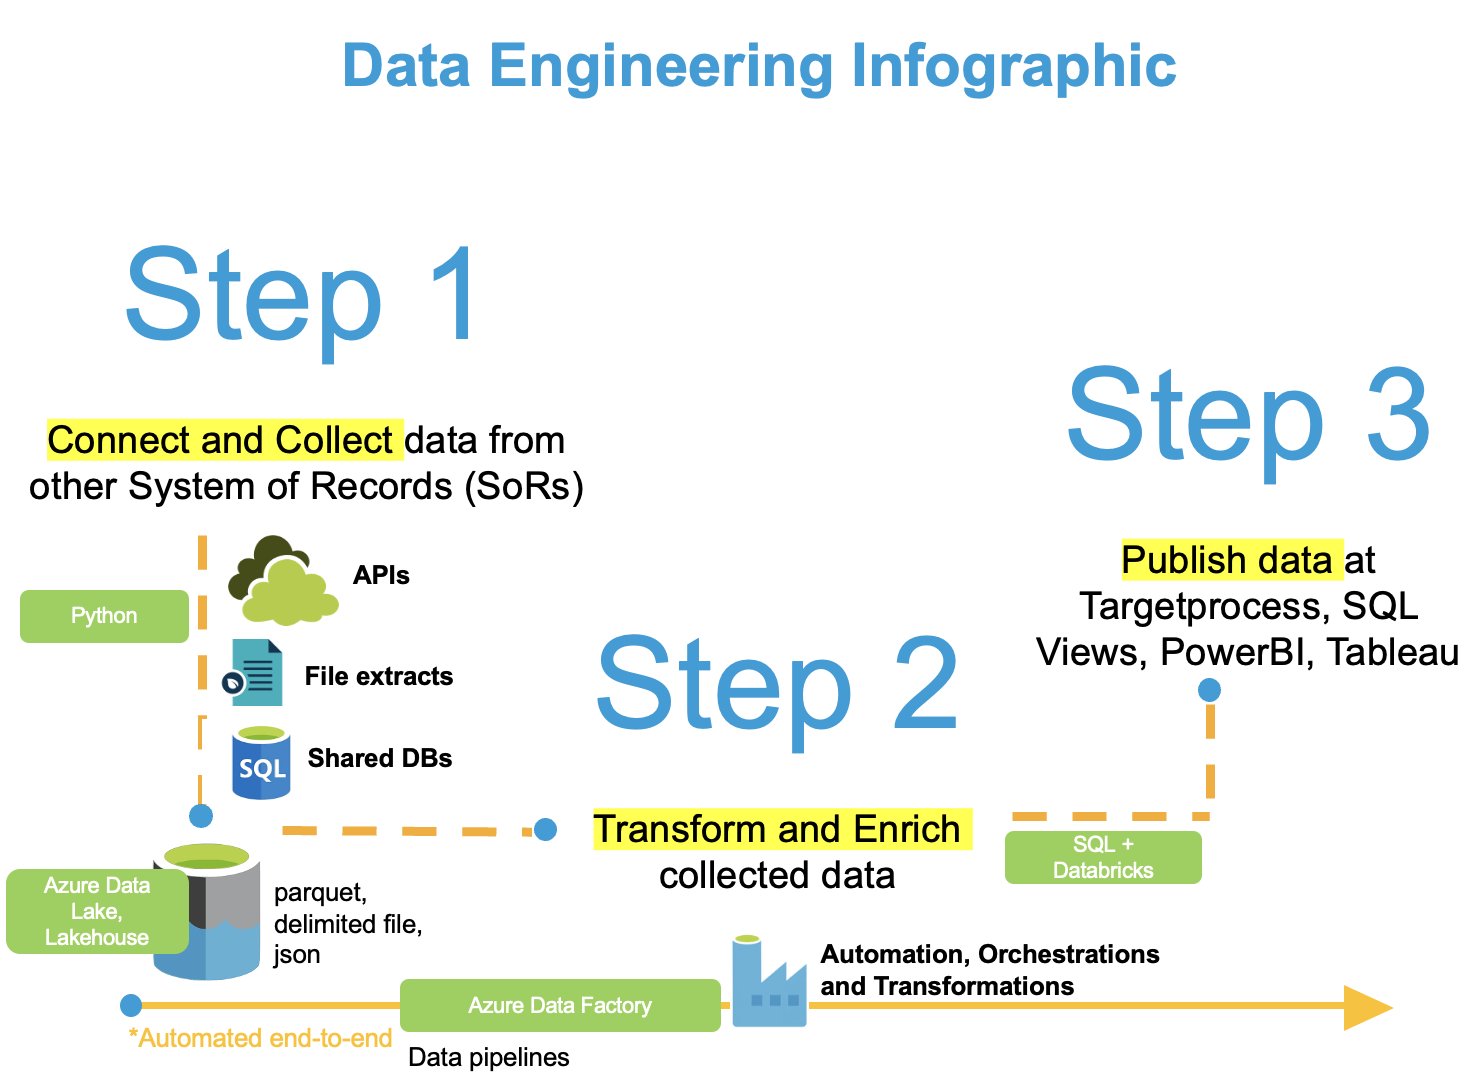 Data Engineering Infographic
Step 1
Connect and Collect data from
other System of Records (SoRs)
Python
APIs
File extracts
SQL
Shared DBs
Azure Data
Lake,
Lakehouse
parquet,
delimited file,
json
Step 2
Transform and Enrich
collected data
Step 3
Publish data at
Targetprocess, SQL
Views, PowerBI, Tableau
SQL +
Databricks
Automation, Orchestrations
and Transformations
Azure Data Factory
*Automated end-to-end
Data pipelines